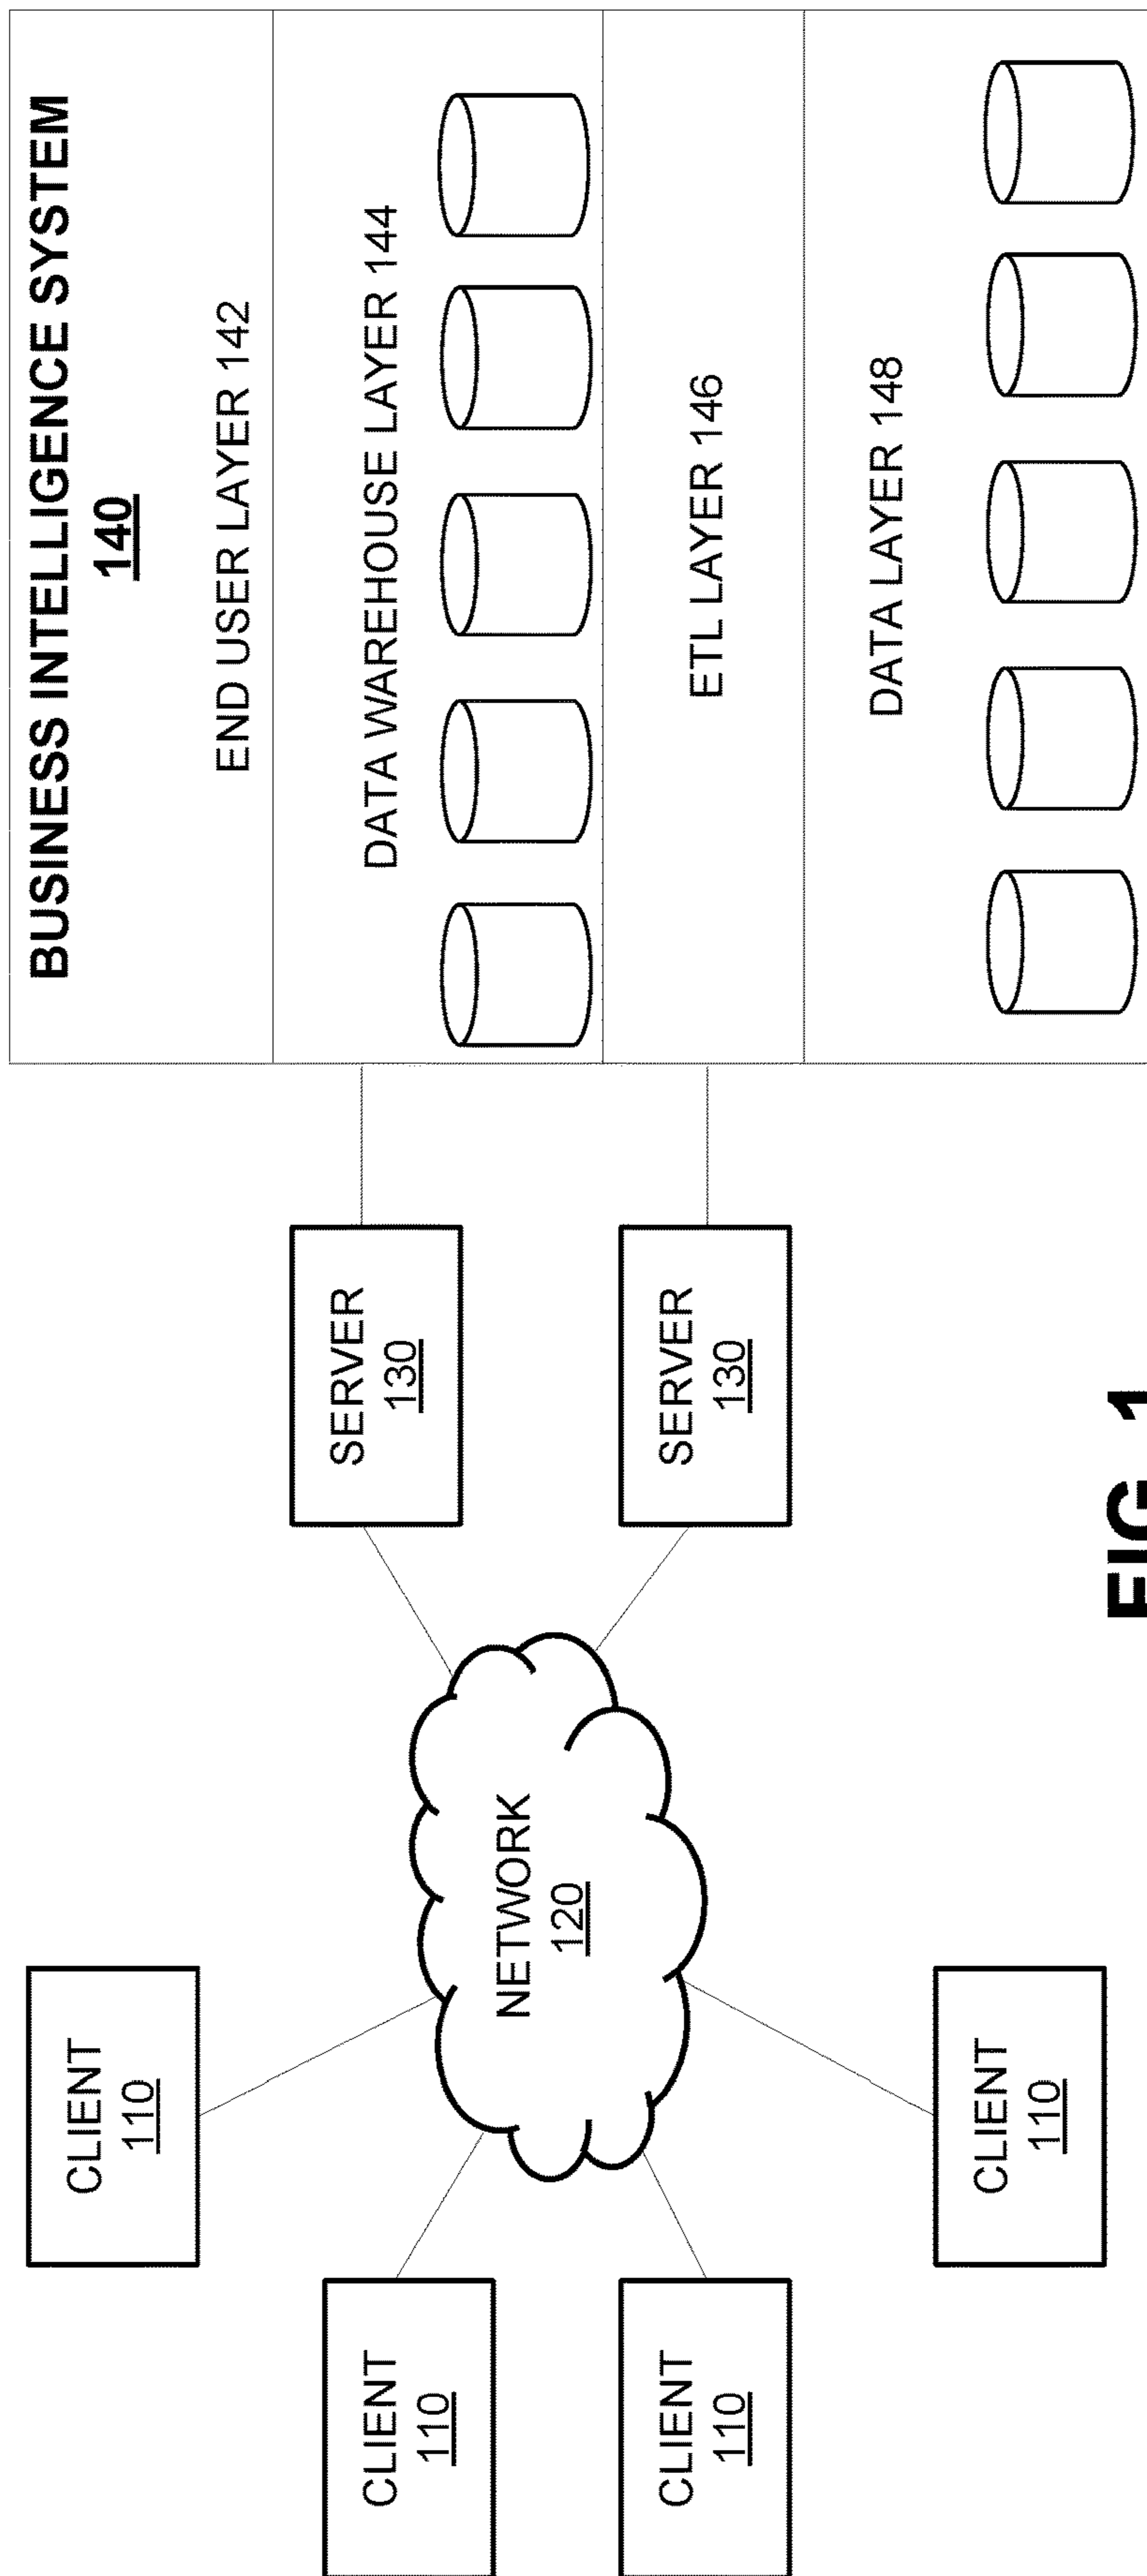 BUSINESS INTELLIGENCE SYSTEM
140
END USER LAYER 142
DATA WAREHOUSE LAYER 144
ETL LAYER 146
DATA LAYER 148
SERVER
130
SERVER
130
NETWORK
120
CLIENT
110
CLIENT
110
CLIENT
110
CLIENT
110
FIG. 1